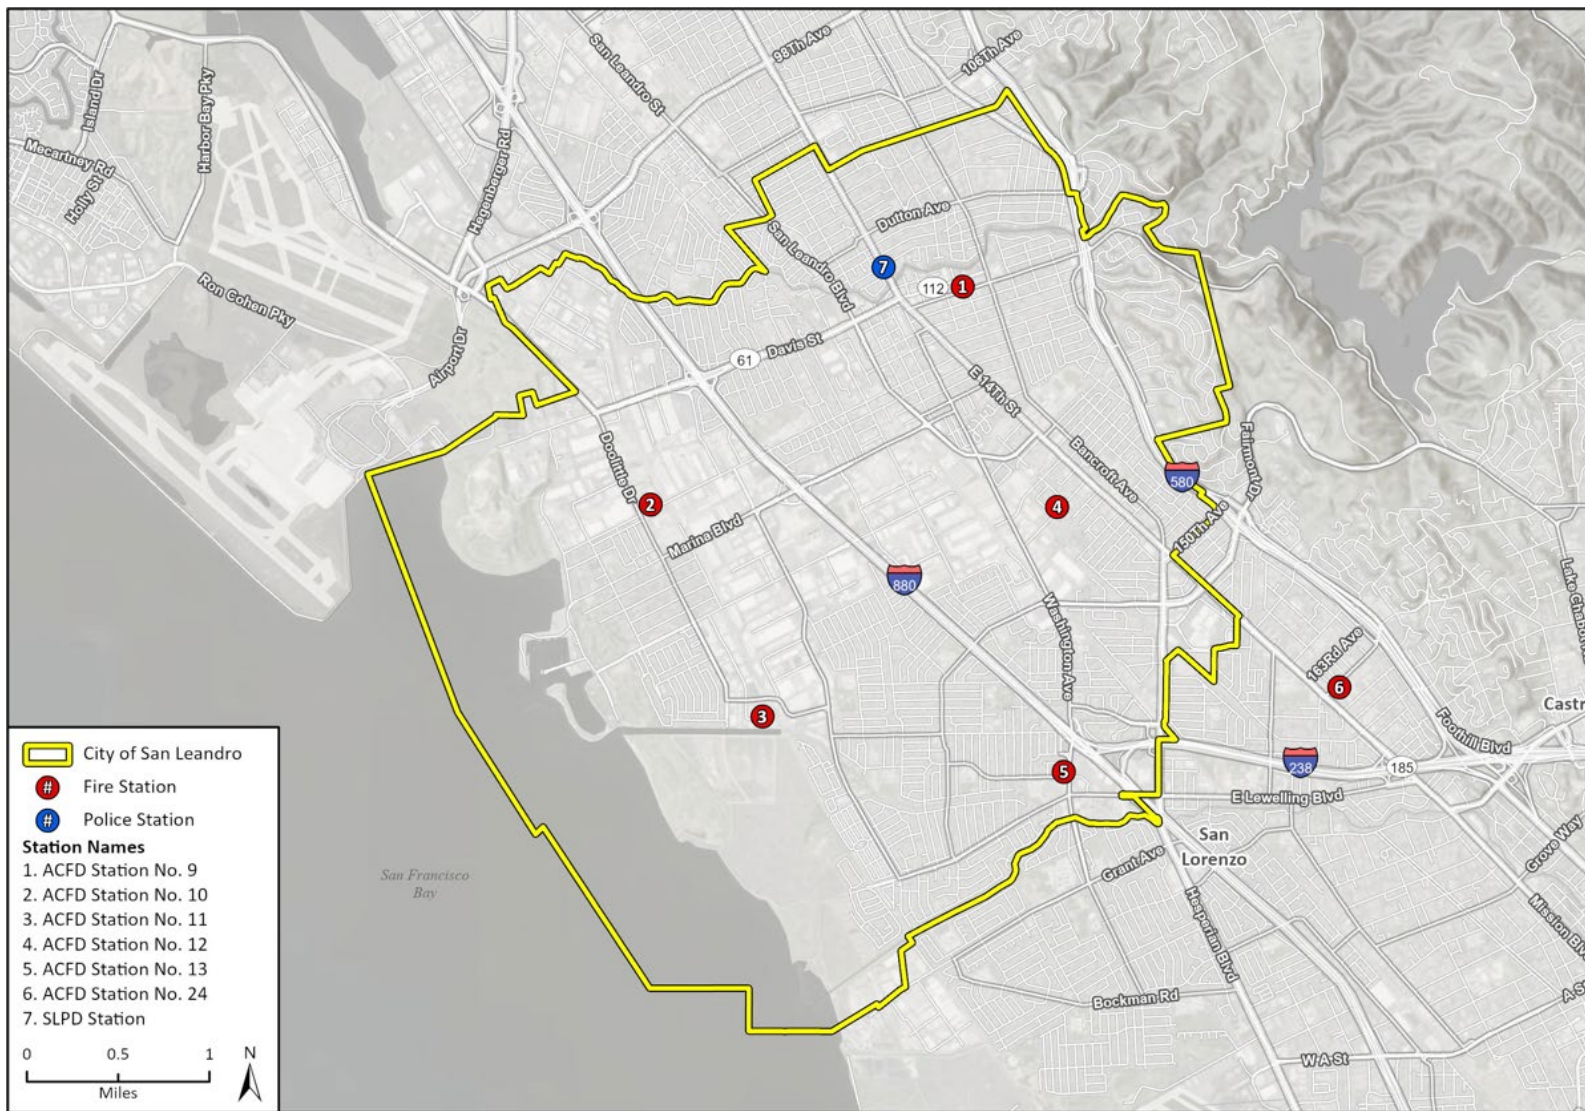 98Th Ave
106Th Ave
San Leandro St
Island Dr
Harbor Bay Pky
Mecartney Rd
Holly St
Hegenberger Rd
Dutton Ave
San Leandro Blvd
7
112
1
Ron Cohen Pky
Airport Dr
61
Davis St
E 14Th St
Doolittle Dr
Bancroft Ave
Fairmont Dr
580
2
4
150Th Ave
Marina Blvd
880
Washington Ave
Lake Chabot
163Rd Ave
6
Castr
3
Foothill Blvd
5
238
185
E Lewelling Blvd
San
Lorenzo
Grant Ave
Grove Way
San Francisco
Bay
Hesperian Blvd
Mission Blv
Bockman Rd
A St
W A St
City of San Leandro
# Fire Station
# Police Station
Station Names
1. ACFD Station No. 9
2. ACFD Station No. 10
3. ACFD Station No. 11
4. ACFD Station No. 12
5. ACFD Station No. 13
6. ACFD Station No. 24
7. SLPD Station
0 0.5 1
Miles
N